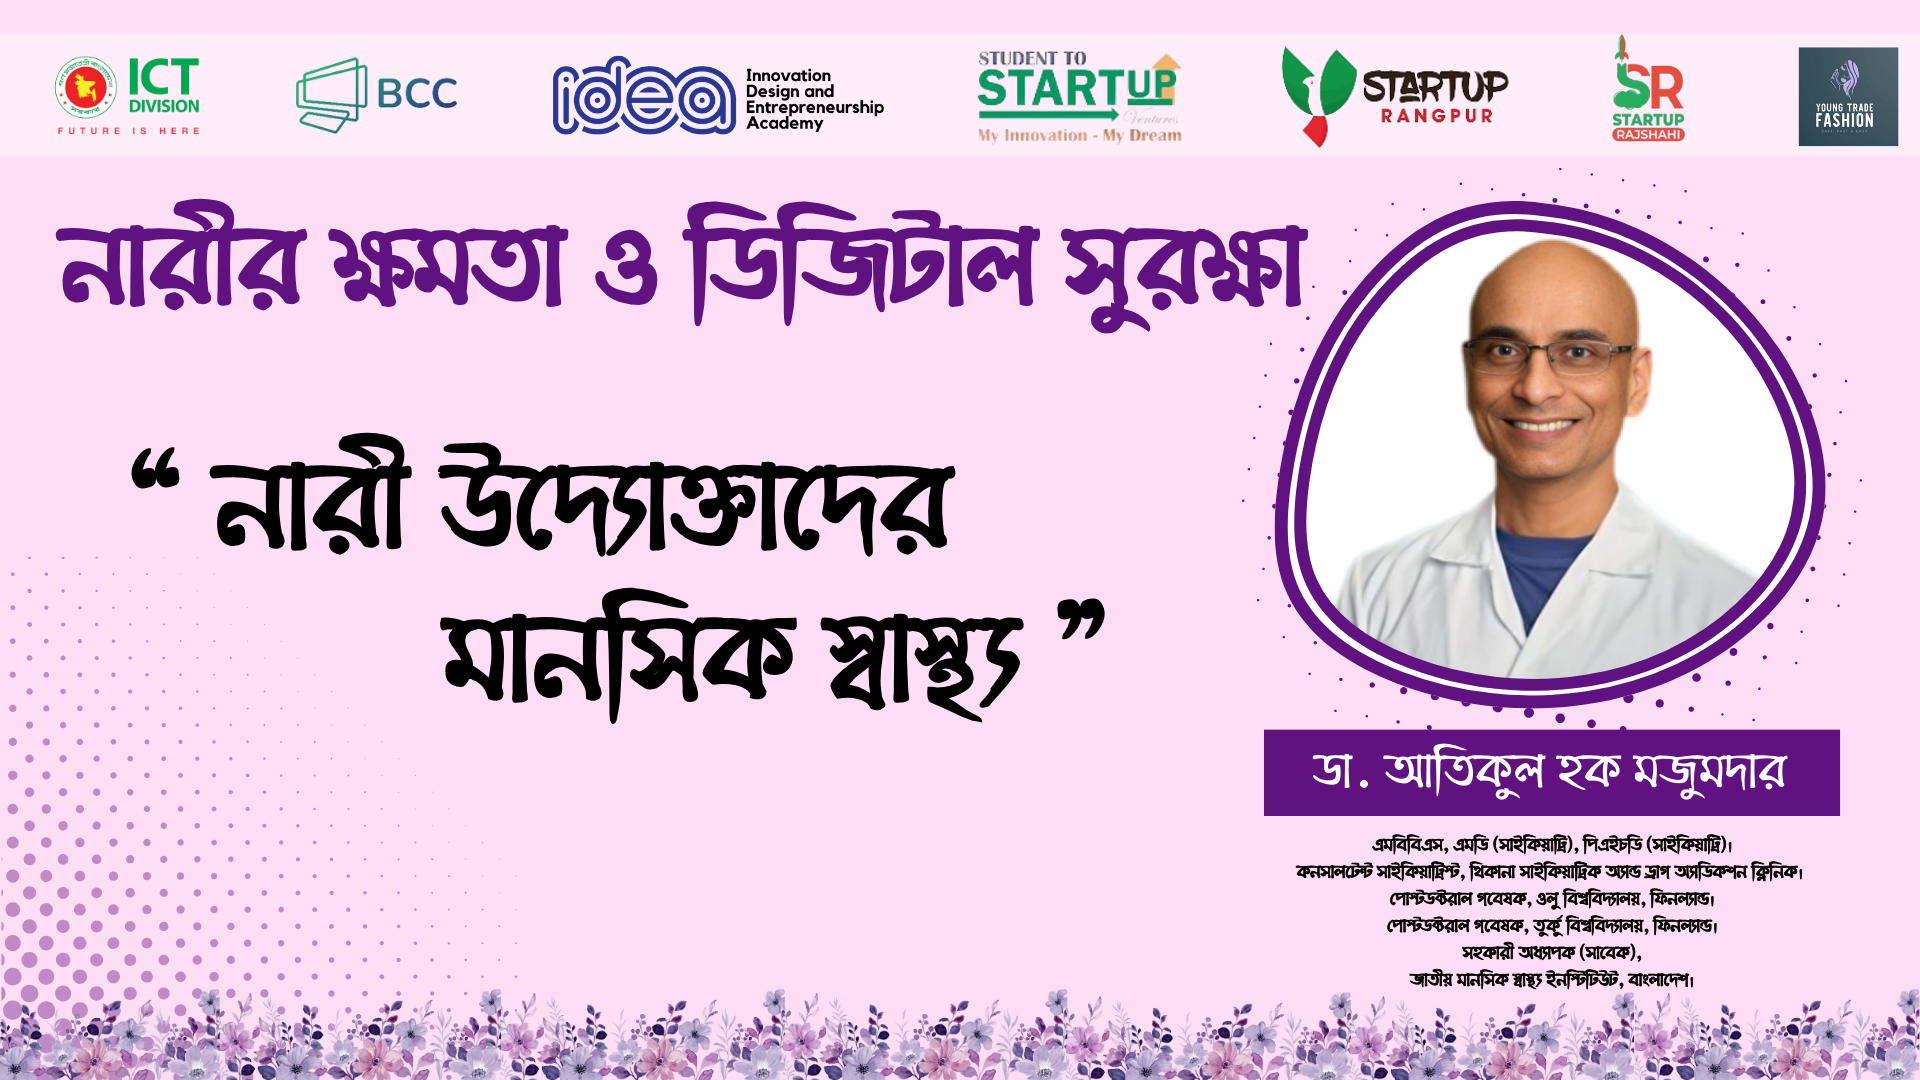 ICT
DIVISION
FUTURE IS HERE
BCC
idea
Innovation
Design and
Entrepreneurship
Academy
STUDENT TO
STARTUP
Ventures
My Innovation - My Dream
STARTUP
RANGPUR
SR
STARTUP
RAJSHAHI
YOUNG TRADE
FASHION
নারীর ক্ষমতা ও ডিজিটাল সুরক্ষা
“ নারী উদ্যোক্তাদের
মানসিক স্বাস্থ্য ”
ডা. আতিকুল হক মজুমদার
এমবিবিএস, এমডি (সাইকিয়াট্রি), পিএইচডি (সাইকিয়াট্রি)।
কনসালটেন্ট সাইকিয়াট্রিস্ট, থিকানা সাইকিয়াট্রিক অ্যান্ড ড্রাগ অ্যাডিকশন ক্লিনিক।
পোস্টডক্টরাল গবেষক, ওলু বিশ্ববিদ্যালয়, ফিনল্যান্ড।
পোস্টডক্টরাল গবেষক, তুর্কু বিশ্ববিদ্যালয়, ফিনল্যান্ড।
সহকারী অধ্যাপক (সাবেক),
জাতীয় মানসিক স্বাস্থ্য ইনস্টিটিউট, বাংলাদেশ।